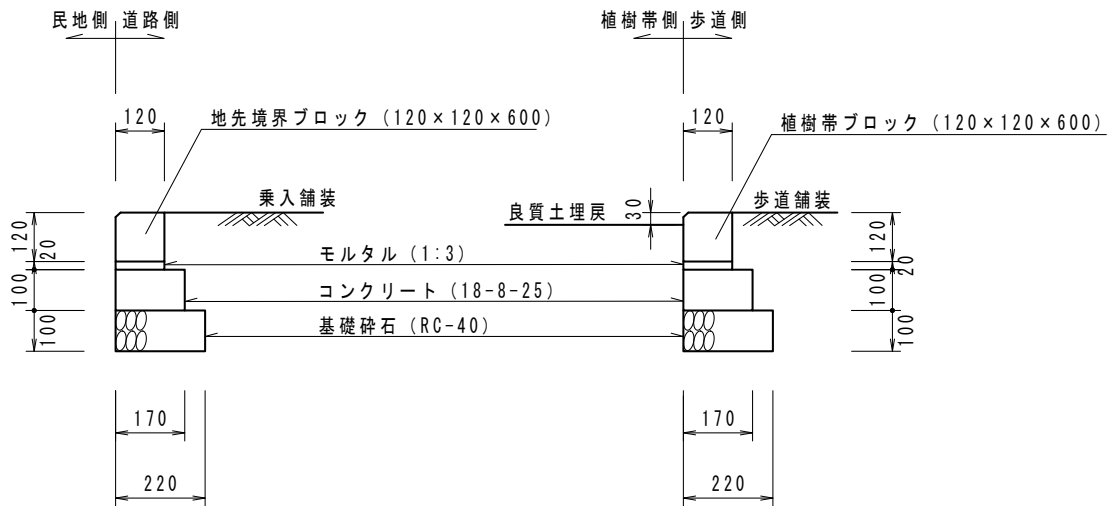 民地側 道路側
植樹帯側 歩道側
120
地先境界ブロック (120×120×600)
120
植樹帯ブロック (120×120×600)
乗入舗装
良質土埋戻
30
歩道舗装
120
20
100
100
モルタル (1:3)
コンクリート (18-8-25)
基礎砕石 (RC-40)
120
20
100
100
170
220
170
220